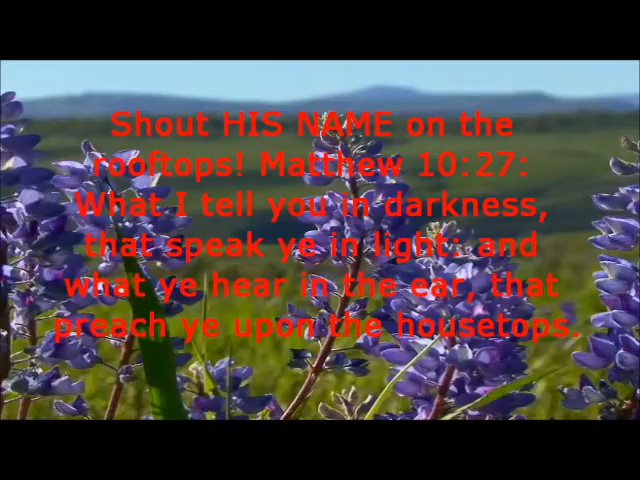 Shout HIS NAME on the
rooftops! Matthew 10:27:
What I tell you in darkness,
that speak ye in light: and
what ye hear in the ear, that
preach ye upon the housetops.